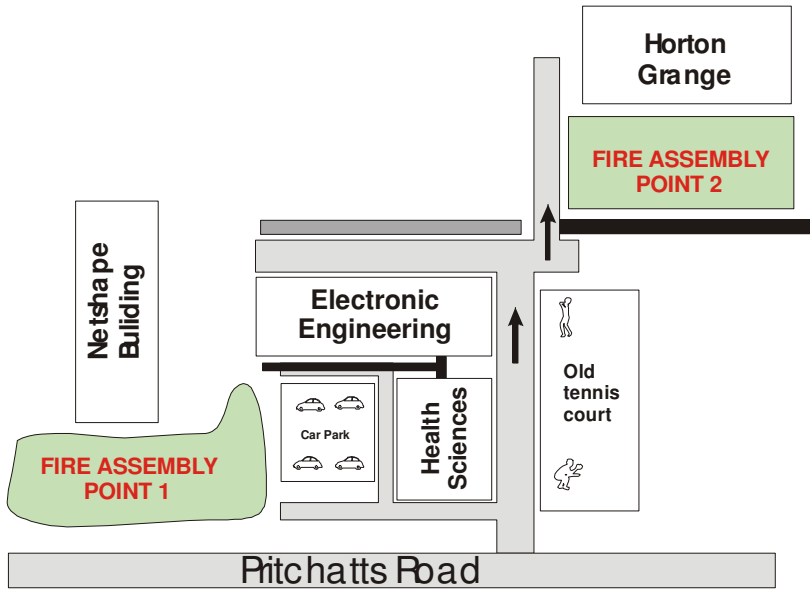 Horton
Grange
FIRE ASSEMBLY
POINT 2
Netshape
Buliding
Electronic
Engineering
Old
tennis
court
Car Park
Health
Sciences
FIRE ASSEMBLY
POINT 1
Pritchatts Road